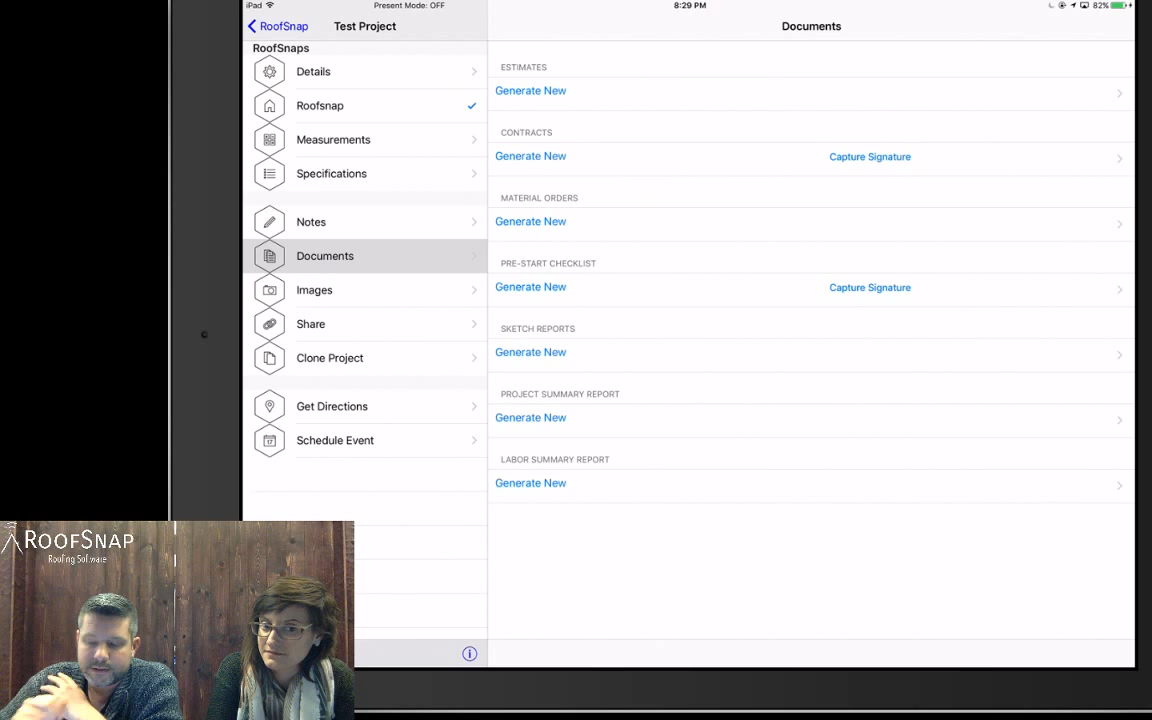 iPad
Present Mode: OFF
8:29 PM
82%
RoofSnap
Test Project
Documents
RoofSnaps
Details
Roofsnap
Measurements
Specifications
Notes
Documents
Images
Share
Clone Project
Get Directions
17
Schedule Event
ESTIMATES
Generate New
CONTRACTS
Generate New
Capture Signature
MATERIAL ORDERS
Generate New
PRE-START CHECKLIST
Generate New
Capture Signature
SKETCH REPORTS
Generate New
PROJECT SUMMARY REPORT
Generate New
LABOR SUMMARY REPORT
Generate New
ROOFSNAP
Roofing Software